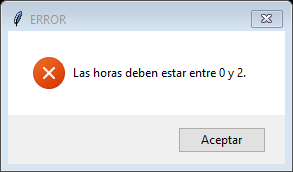 ERROR
Las horas deben estar entre 0 y 2.
Aceptar